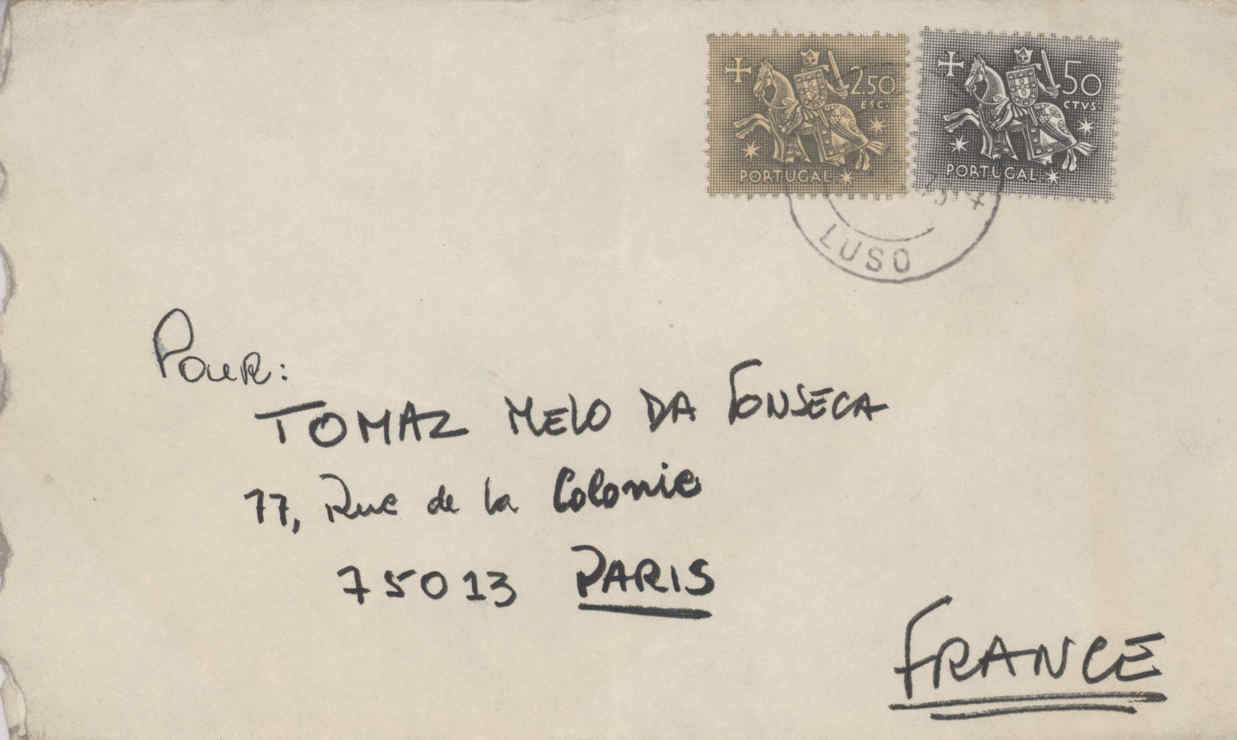 2$50 ESC.
PORTUGAL
50 CTVS.
PORTUGAL
LUSO
Pour:
TOMAZ MELO DA FONSECA
77, Rue de la Colonie
75013 PARIS
FRANCE